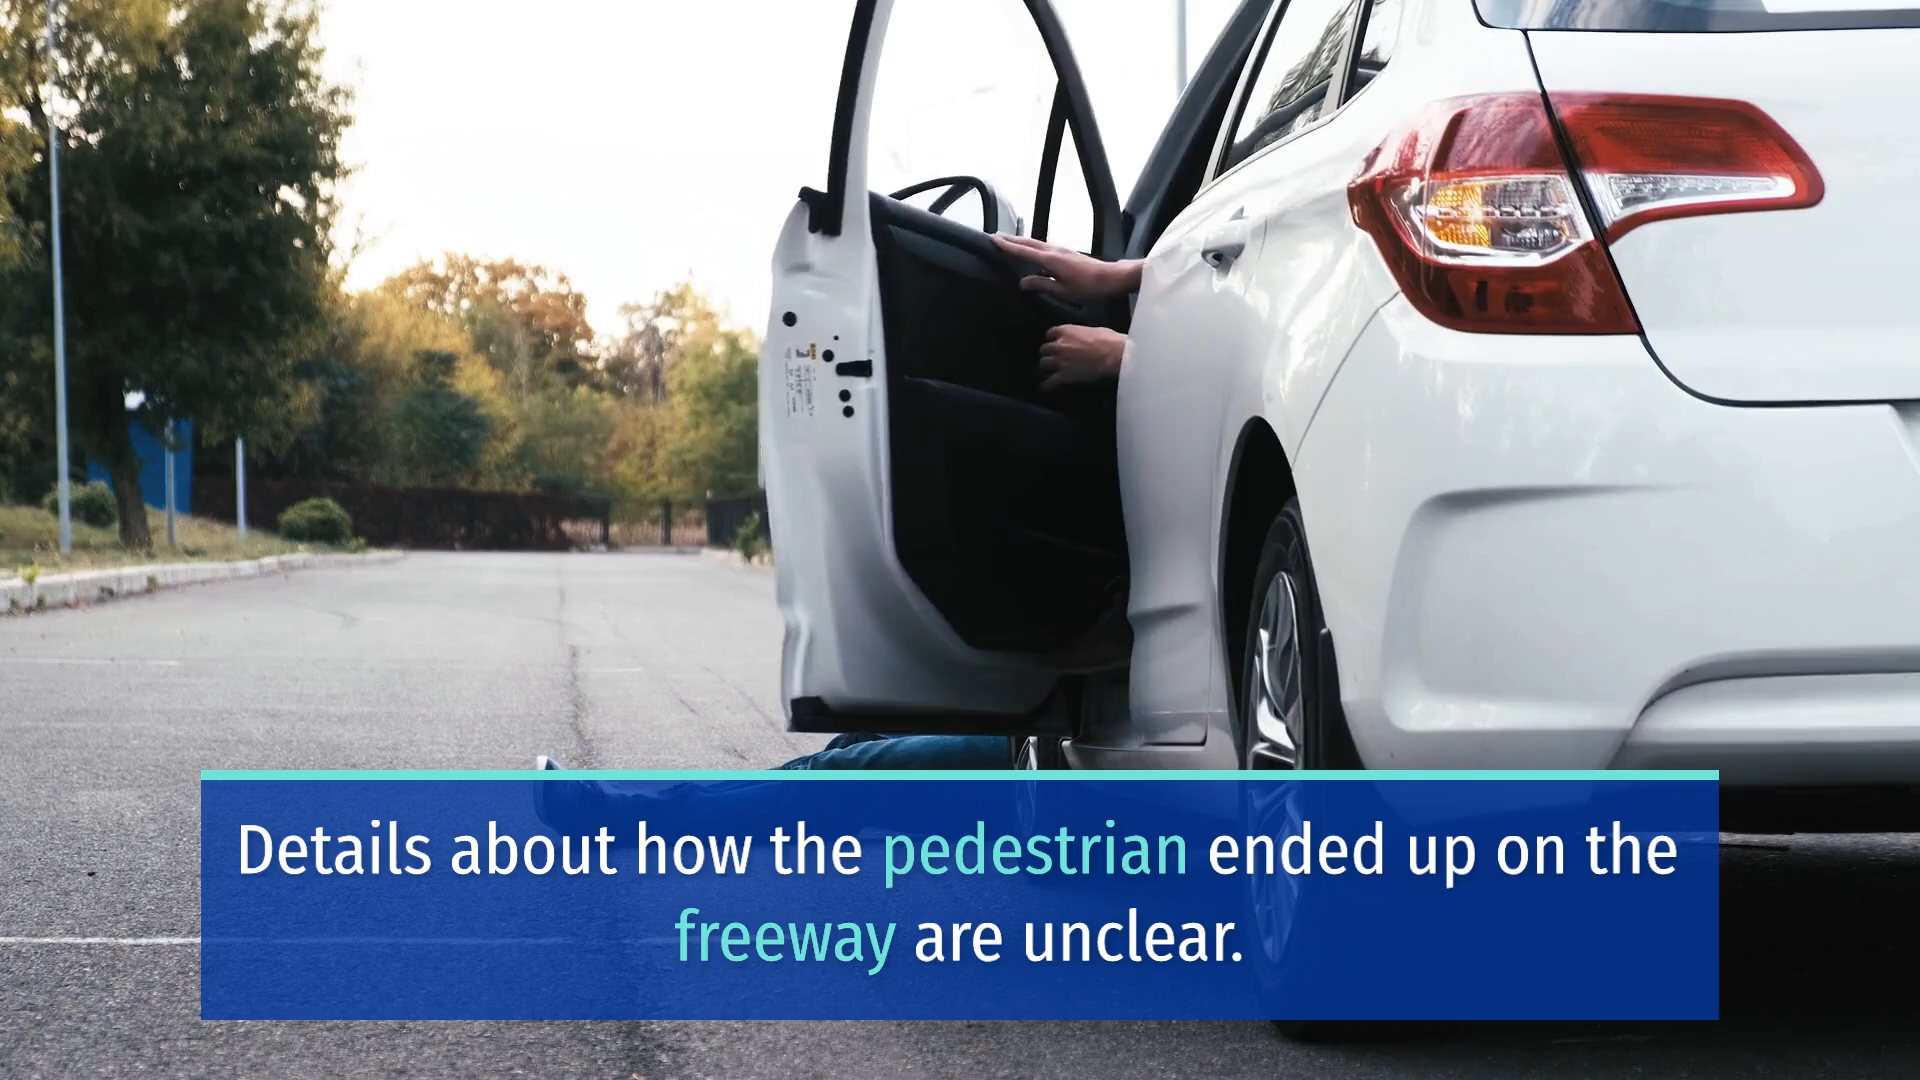 Details about how the pedestrian ended up on the
freeway are unclear.